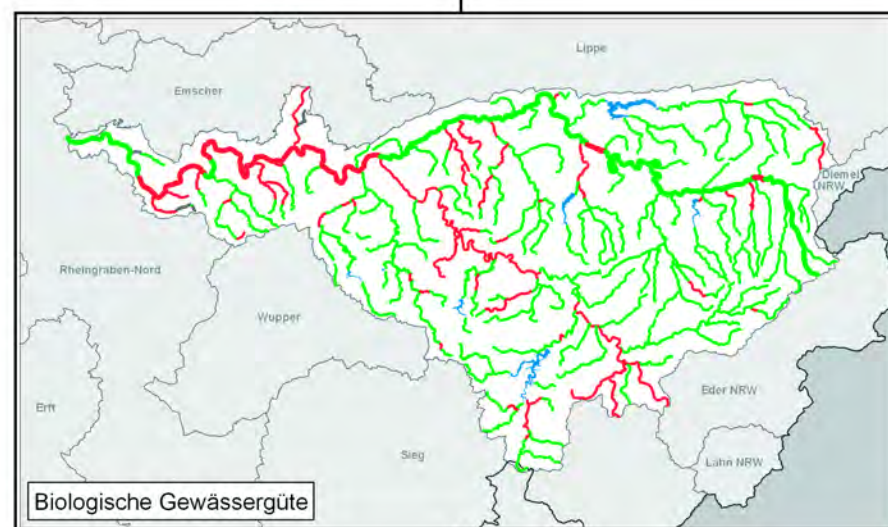 Lippe
Emscher
Diemel
NRW
Rheingraben-Nord
Wupper
Erft
Eder NRW
Sieg
Lahn NRW
Biologische Gewässergüte